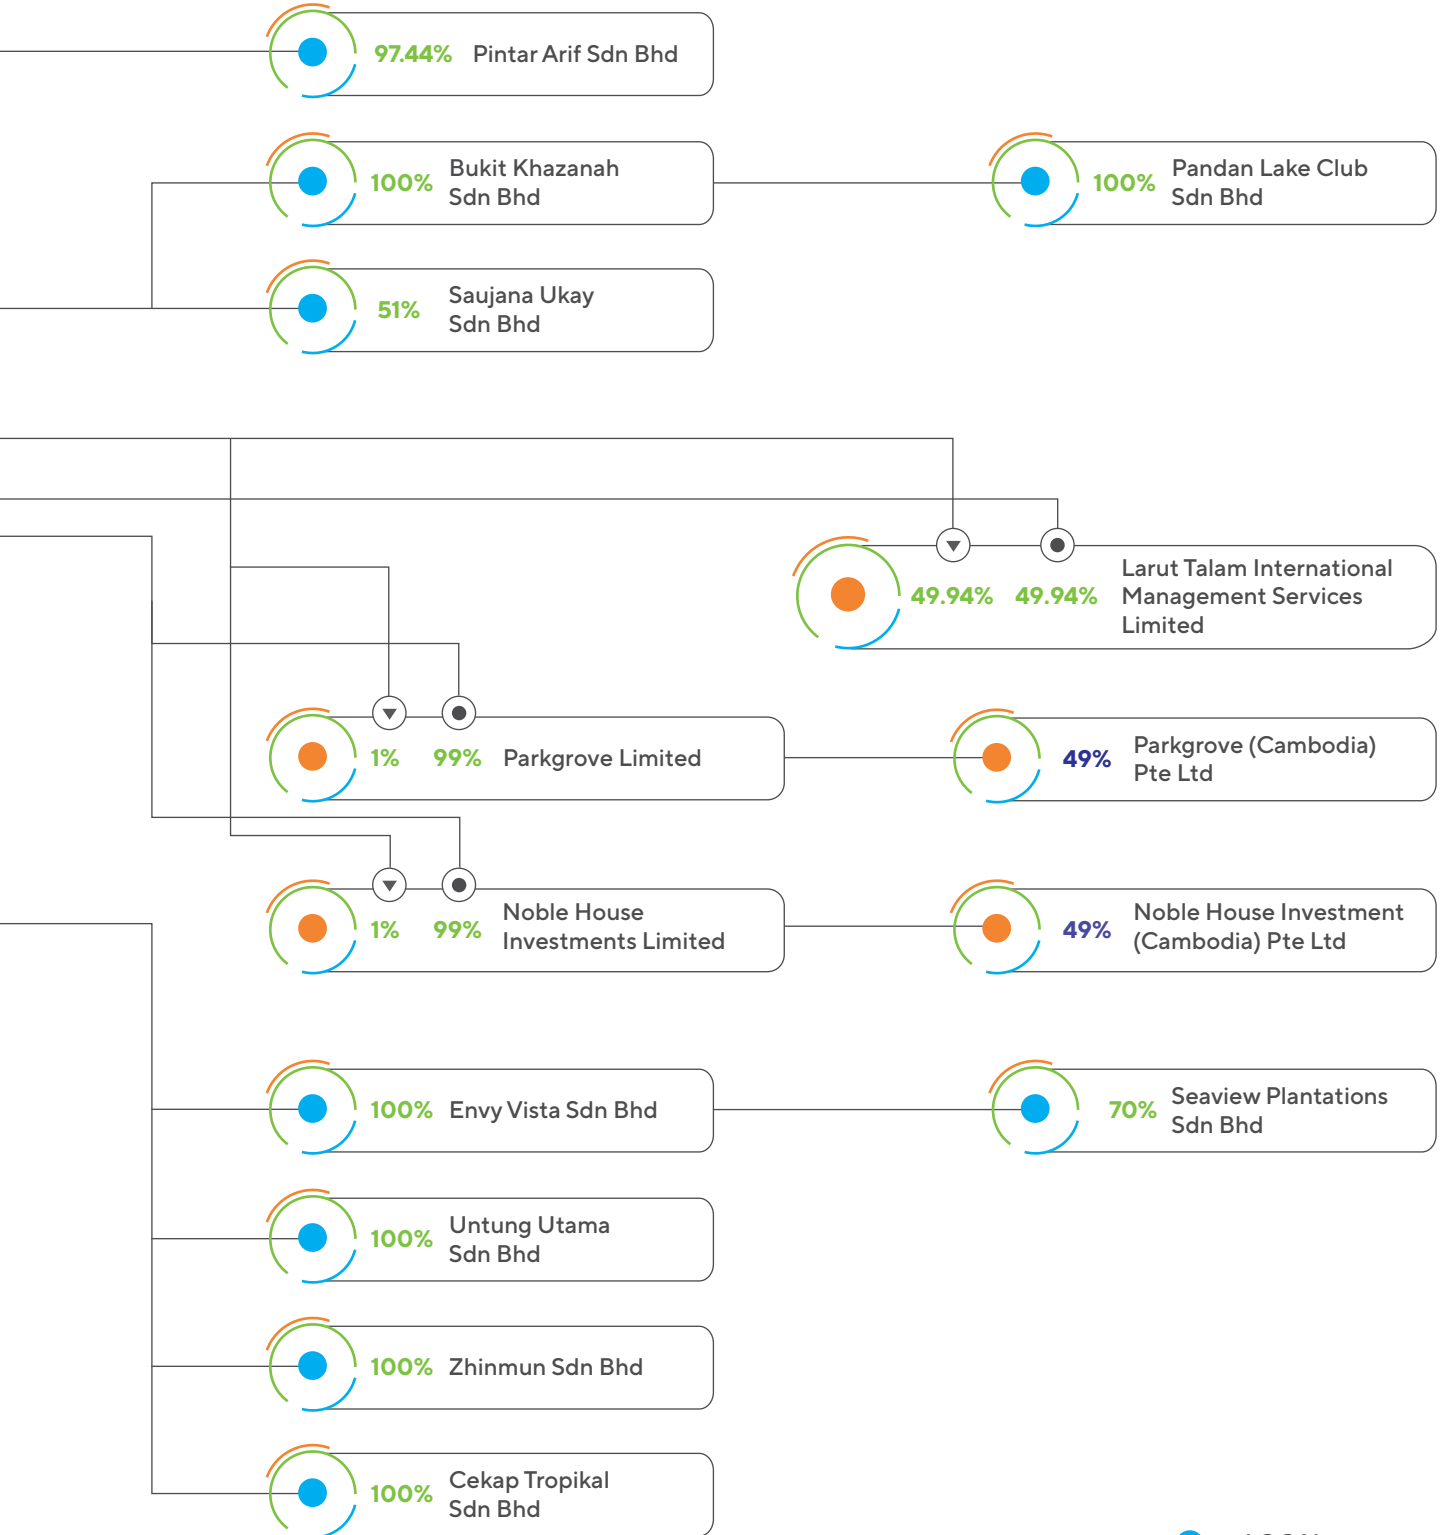 97.44% Pintar Arif Sdn Bhd
100% Bukit Khazanah
Sdn Bhd
100% Pandan Lake Club
Sdn Bhd
51% Saujana Ukay
Sdn Bhd
49.94% 49.94% Larut Talam International
Management Services
Limited
1% 99% Parkgrove Limited
49% Parkgrove (Cambodia)
Pte Ltd
1% 99% Noble House
Investments Limited
49% Noble House Investment
(Cambodia) Pte Ltd
100% Envy Vista Sdn Bhd
70% Seaview Plantations
Sdn Bhd
100% Untung Utama
Sdn Bhd
100% Zhinmun Sdn Bhd
100% Cekap Tropikal
Sdn Bhd